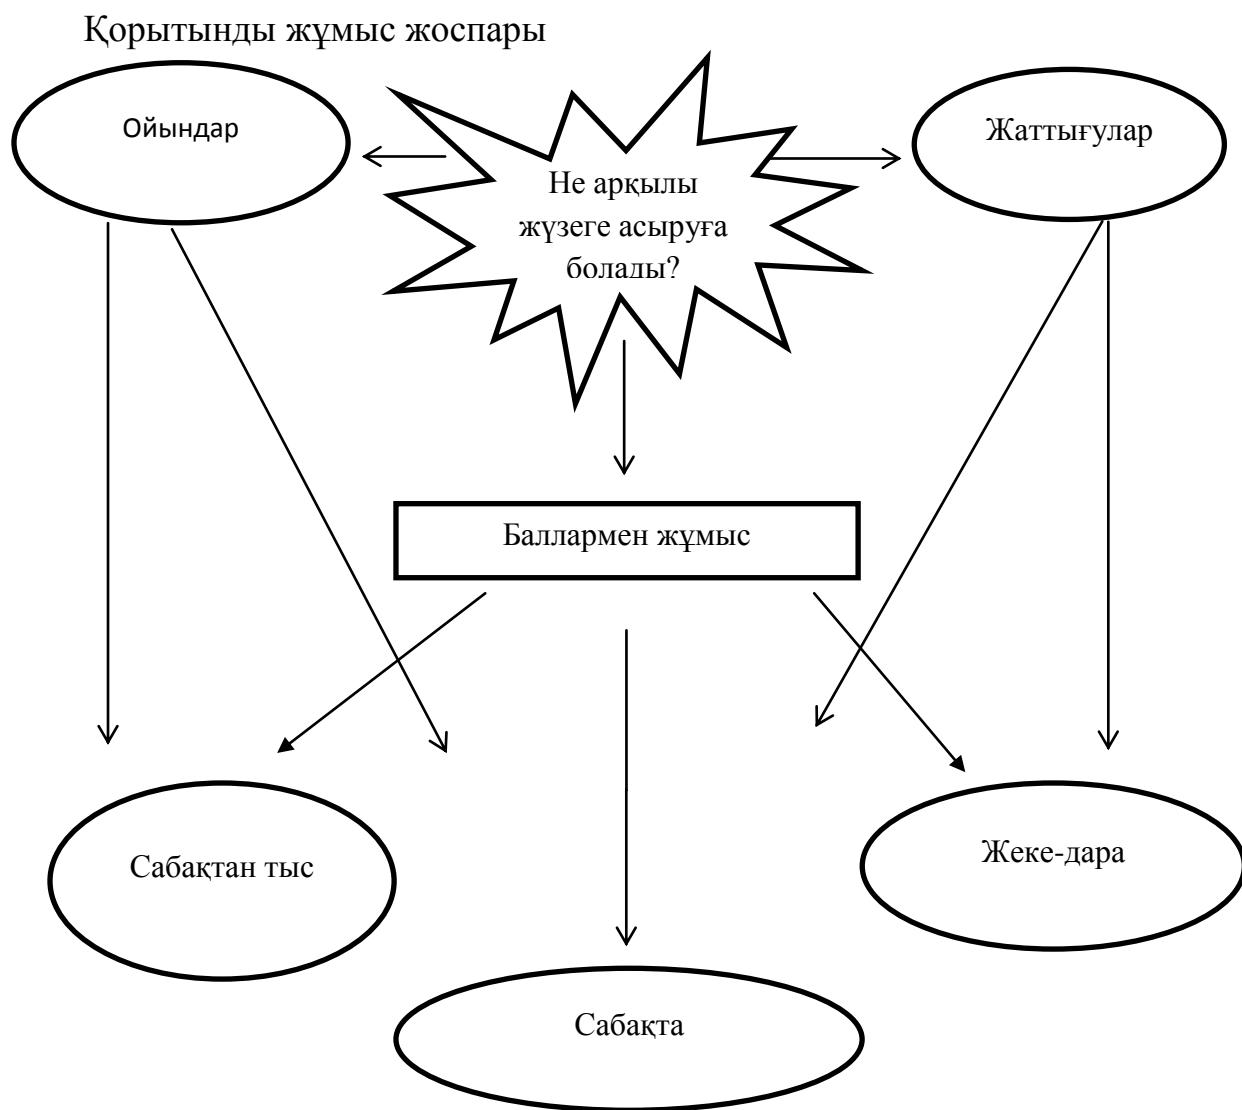 Қорытынды жұмыс жоспары
Ойындар
Жаттығулар
Не арқылы
жүзеге асыруға
болады?
Баллармен жұмыс
Сабақтан тыс
Жеке-дара
Сабақта